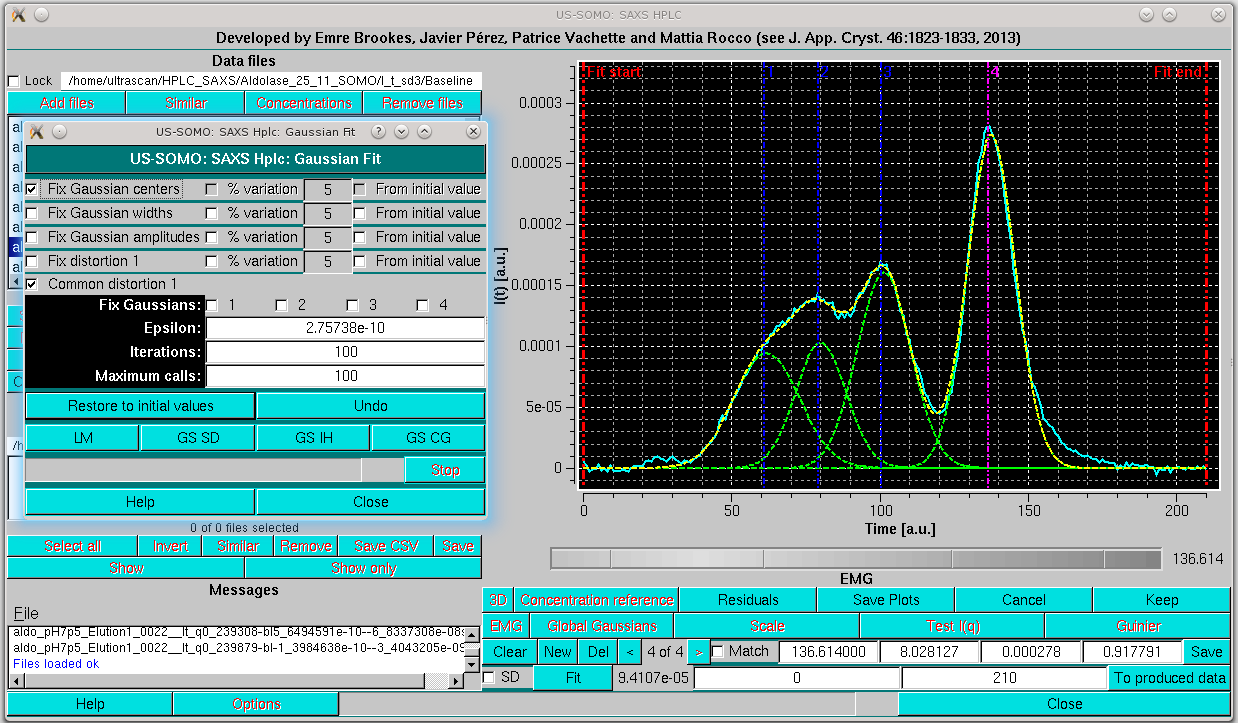 US-SOMO: SAXS HPLC
Developed by Emre Brookes, Javier Pérez, Patrice Vachette and Mattia Rocco (see J. App. Cryst. 46:1823-1833, 2013)
Data files
Lock /home/ultrascan/HPLC_SAXS/Aldolase_25_11_SOMO/I_t_sd3/Baseline
Add files Similar Concentrations Remove files
US-SOMO: SAXS Hplc: Gaussian Fit
US-SOMO: SAXS Hplc: Gaussian Fit
Fix Gaussian centers % variation 5 From initial value
Fix Gaussian widths % variation 5 From initial value
Fix Gaussian amplitudes % variation 5 From initial value
Fix distortion 1 % variation 5 From initial value
Common distortion 1
Fix Gaussians: 1 2 3 4
Epsilon: 2.75738e-10
Iterations: 100
Maximum calls: 100
Restore to initial values Undo
LM GS SD GS IH GS CG
Stop
Help Close
0 of 0 files selected
Select all Invert Similar Remove Save CSV Save
Show Show only
Messages
File
aldo_pH7p5_Elution1_0022__It_q0_239308-bl5_6494591e-10--6_8337308e-08s
aldo_pH7p5_Elution1_0022__It_q0_239879-bl-1_3984638e-10--3_4043205e-09
Files loaded ok
Help Options
Fit start 1 2 3 4 Fit end
0.0003
0.00025
0.0002
0.00015
0.0001
5e-05
0
I(t) [a.u.]
0 50 100 150 200
Time [a.u.]
136.614
EMG
3D Concentration reference Residuals Save Plots Cancel Keep
EMG Global Gaussians Scale Test I(q) Guinier
Clear New Del < 4 of 4 > Match 136.614000 8.028127 0.000278 0.917791 Save
SD Fit 9.4107e-05 0 210 To produced data
Close